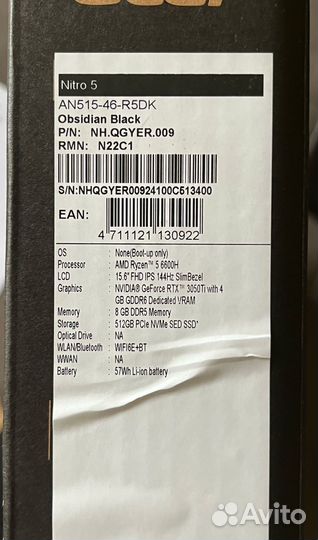 acer
Nitro 5
AN515-46-R5DK
Obsidian Black
P/N: NH.QGYER.009
RMN: N22C1
S/N:NHQGYER00924100C513400
EAN:
4 711121 130922
OS : None(Boot-up only)
Processor : AMD Ryzen™ 5 6600H
LCD : 15.6" FHD IPS 144Hz SlimBezel
Graphics : NVIDIA® GeForce RTX™ 3050Ti with 4
GB GDDR6 Dedicated VRAM
Memory : 8 GB DDR5 Memory
Storage : 512GB PCIe NVMe SED SSD*
Optical Drive : NA
WLAN/Bluetooth : WIFI6E+BT
WWAN : NA
Battery : 57Wh Li-ion battery
Avito